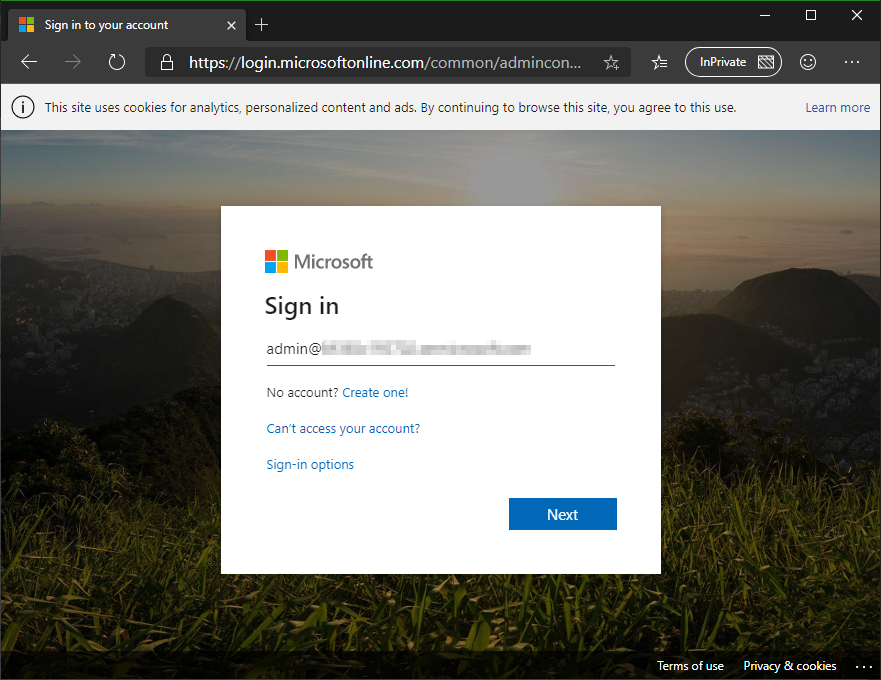 Sign in to your account
https://login.microsoftonline.com/common/admincon...
InPrivate
This site uses cookies for analytics, personalized content and ads. By continuing to browse this site, you agree to this use.
Learn more
Microsoft
Sign in
admin@
No account? Create one!
Can't access your account?
Sign-in options
Next
Terms of use
Privacy & cookies
...